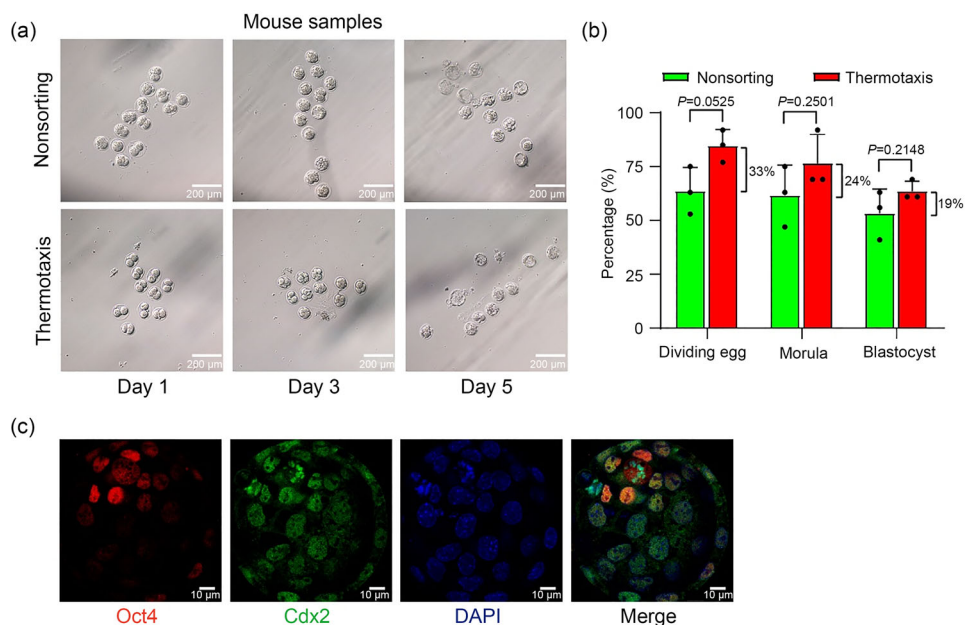 (a)
Mouse samples
Nonsorting
200 μm
200 μm
200 μm
Thermotaxis
200 μm
200 μm
200 μm
Day 1
Day 3
Day 5
(b)
Nonsorting
Thermotaxis
P=0.0525
P=0.2501
P=0.2148
33%
24%
19%
Percentage (%)
100
75
50
25
0
Dividing egg
Morula
Blastocyst
(c)
10 μm
10 μm
10 μm
10 μm
Oct4
Cdx2
DAPI
Merge